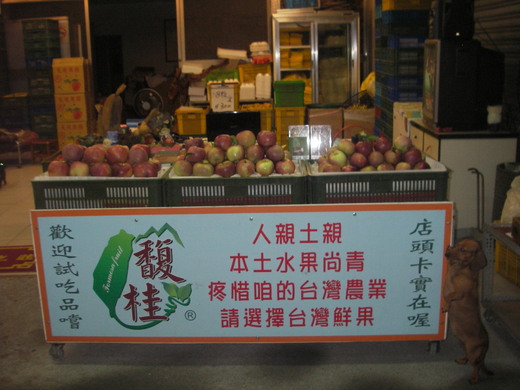 歡迎試吃品嚐
Formosa fruit
馥桂
®
人親土親
本土水果尚青
疼惜咱的台灣農業
請選擇台灣鮮果
店頭卡實在喔